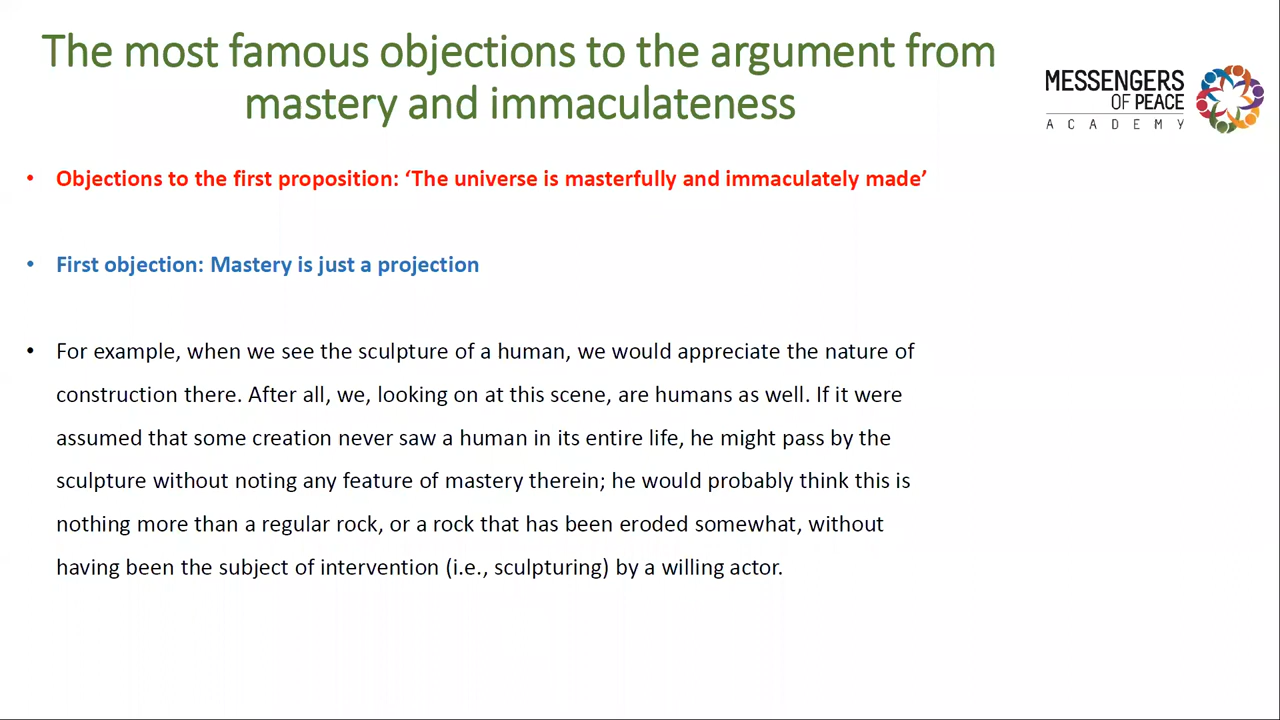 The most famous objections to the argument from
mastery and immaculateness
MESSENGERS
OF PEACE
ACADEMY
• Objections to the first proposition: ‘The universe is masterfully and immaculately made’
• First objection: Mastery is just a projection
• For example, when we see the sculpture of a human, we would appreciate the nature of
construction there. After all, we, looking on at this scene, are humans as well. If it were
assumed that some creation never saw a human in its entire life, he might pass by the
sculpture without noting any feature of mastery therein; he would probably think this is
nothing more than a regular rock, or a rock that has been eroded somewhat, without
having been the subject of intervention (i.e., sculpturing) by a willing actor.